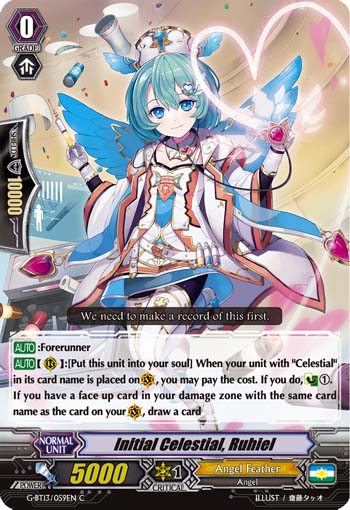 0
GRADE
SHIELD
10000
We need to make a record of this first.
AUTO :Forerunner
AUTO [ ]:[Put this unit into your soul] When your unit with "Celestial"
in its card name is placed on , you may pay the cost. If you do, ①.
If you have a face up card in your damage zone with the same card
name as the card on your , draw a card
NORMAL
UNIT
Initial Celestial, Ruhiel
POWER
5000
1
CRITICAL
Angel Feather
Angel
G-BT13/059EN C
ILLUST / 齋藤タヶオ